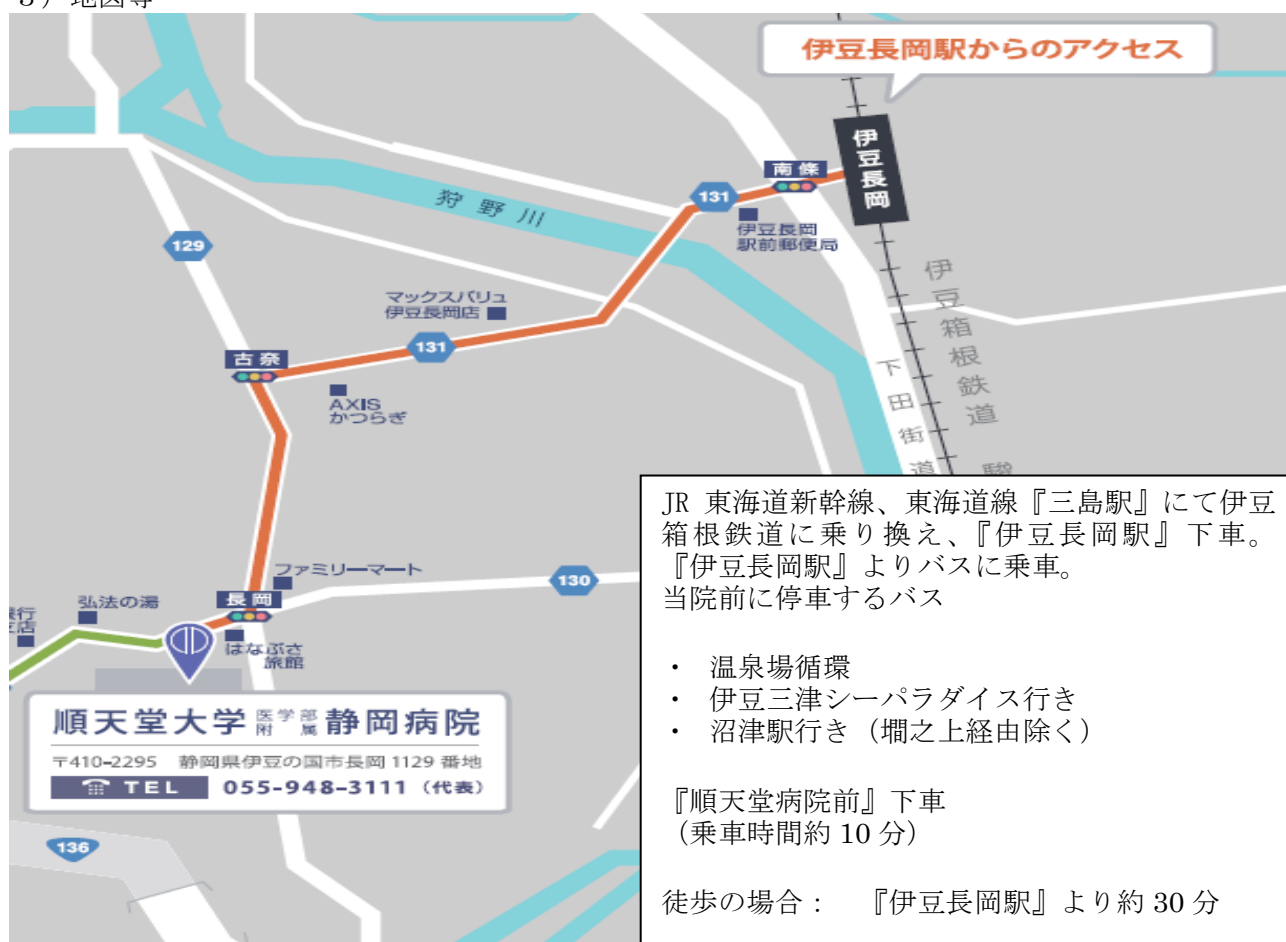 伊豆長岡駅からのアクセス
伊豆長岡
南條
131
伊豆長岡
駅前郵便局
狩野川
129
マックスバリュ
伊豆長岡店
131
古奈
AXIS
かつらぎ
伊豆箱根鉄道
下田街道
ファミリーマート
130
弘法の湯
長岡
はなぶさ
旅館
順天堂大学 医学部附属 静岡病院
〒410-2295 静岡県伊豆の国市長岡 1129 番地
TEL 055-948-3111 (代表)
136
JR 東海道新幹線、東海道線『三島駅』にて伊豆
箱根鉄道に乗り換え、『伊豆長岡駅』下車。
『伊豆長岡駅』よりバスに乗車。
当院前に停車するバス
・ 温泉場循環
・ 伊豆三津シーパラダイス行き
・ 沼津駅行き（墹之上経由除く）
『順天堂病院前』下車
（乗車時間約 10 分）
徒歩の場合： 『伊豆長岡駅』より約 30 分